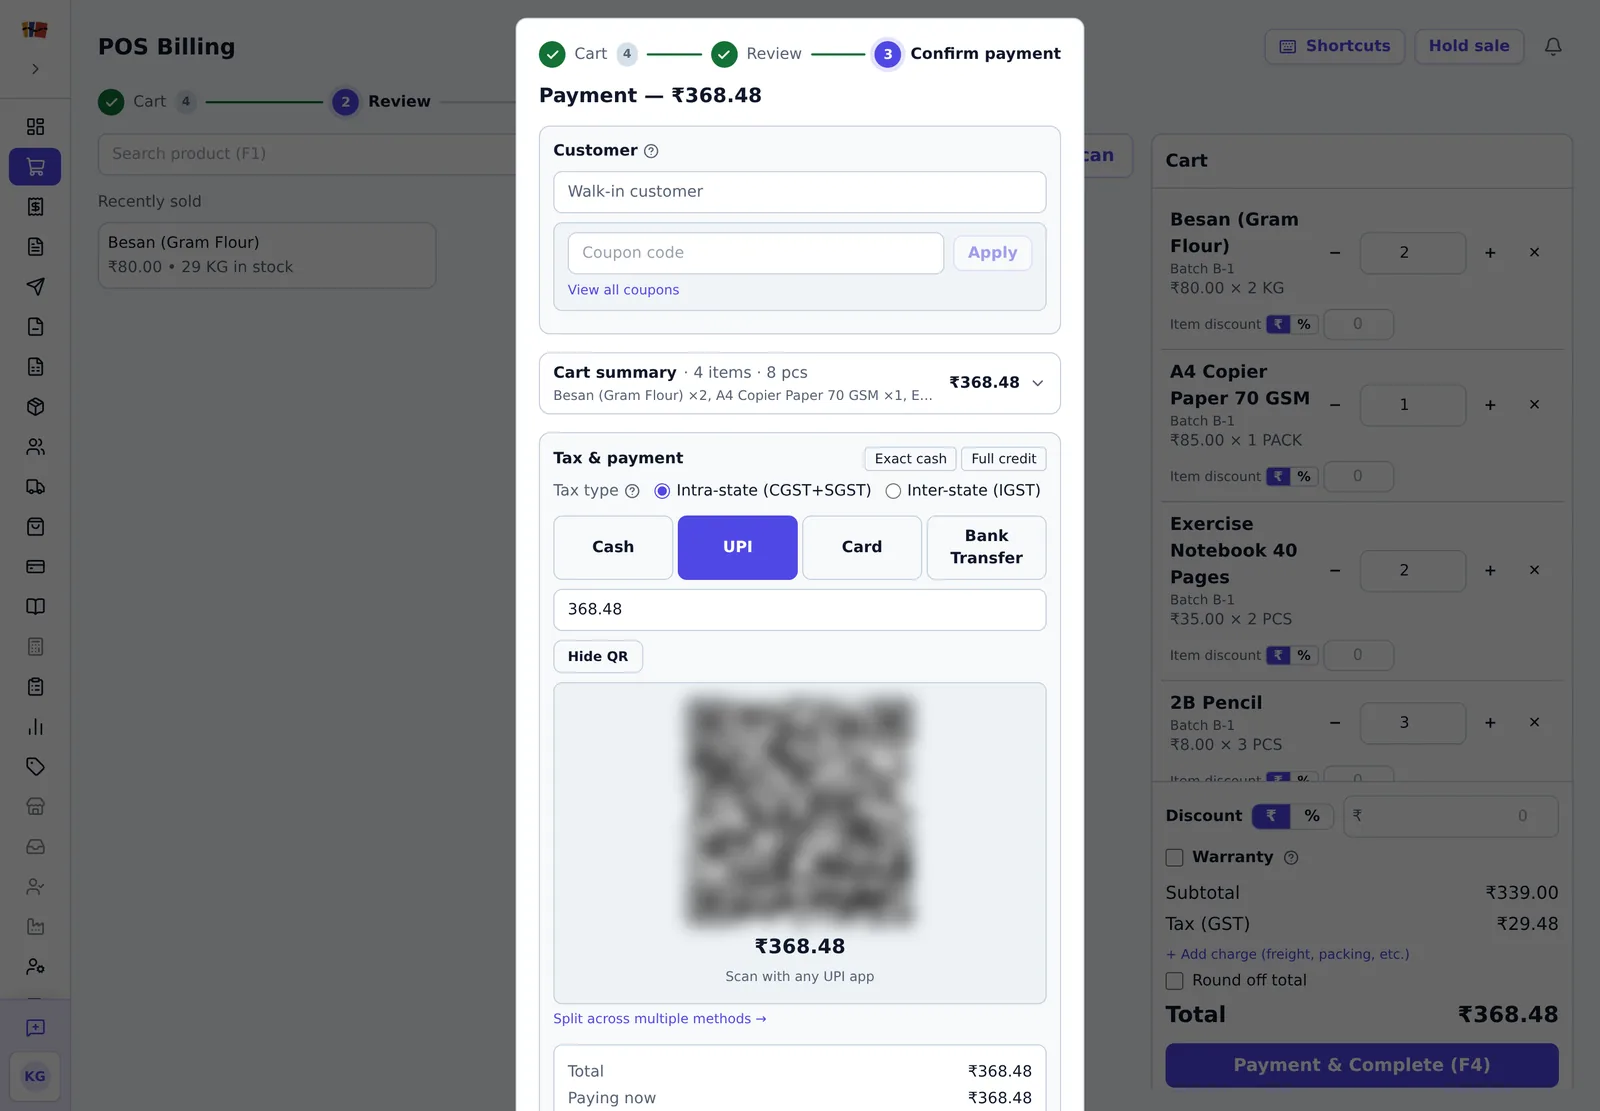 POS Billing
Shortcuts
Hold sale
Cart 4
2 Review
Search product (F1)
can
Recently sold
Besan (Gram Flour)
₹80.00 • 29 KG in stock
KG
Cart 4
Review
3 Confirm payment
Payment — ₹368.48
Customer ?
Walk-in customer
Coupon code
Apply
View all coupons
Cart summary · 4 items · 8 pcs
₹368.48
Besan (Gram Flour) ×2, A4 Copier Paper 70 GSM ×1, E...
Tax & payment
Exact cash
Full credit
Tax type ? Intra-state (CGST+SGST) Inter-state (IGST)
Cash
UPI
Card
Bank
Transfer
368.48
Hide QR
₹368.48
Scan with any UPI app
Split across multiple methods →
Total ₹368.48
Paying now ₹368.48
Cart
Besan (Gram
Flour)
Batch B-1
₹80.00 × 2 KG
− 2 + ×
Item discount ₹ % 0
A4 Copier
Paper 70 GSM
Batch B-1
₹85.00 × 1 PACK
− 1 + ×
Item discount ₹ % 0
Exercise
Notebook 40
Pages
Batch B-1
₹35.00 × 2 PCS
− 2 + ×
Item discount ₹ % 0
2B Pencil
Batch B-1
₹8.00 × 3 PCS
− 3 + ×
Item discount ₹ % 0
Discount ₹ % ₹ 0
Warranty ?
Subtotal ₹339.00
Tax (GST) ₹29.48
+ Add charge (freight, packing, etc.)
Round off total
Total ₹368.48
Payment & Complete (F4)